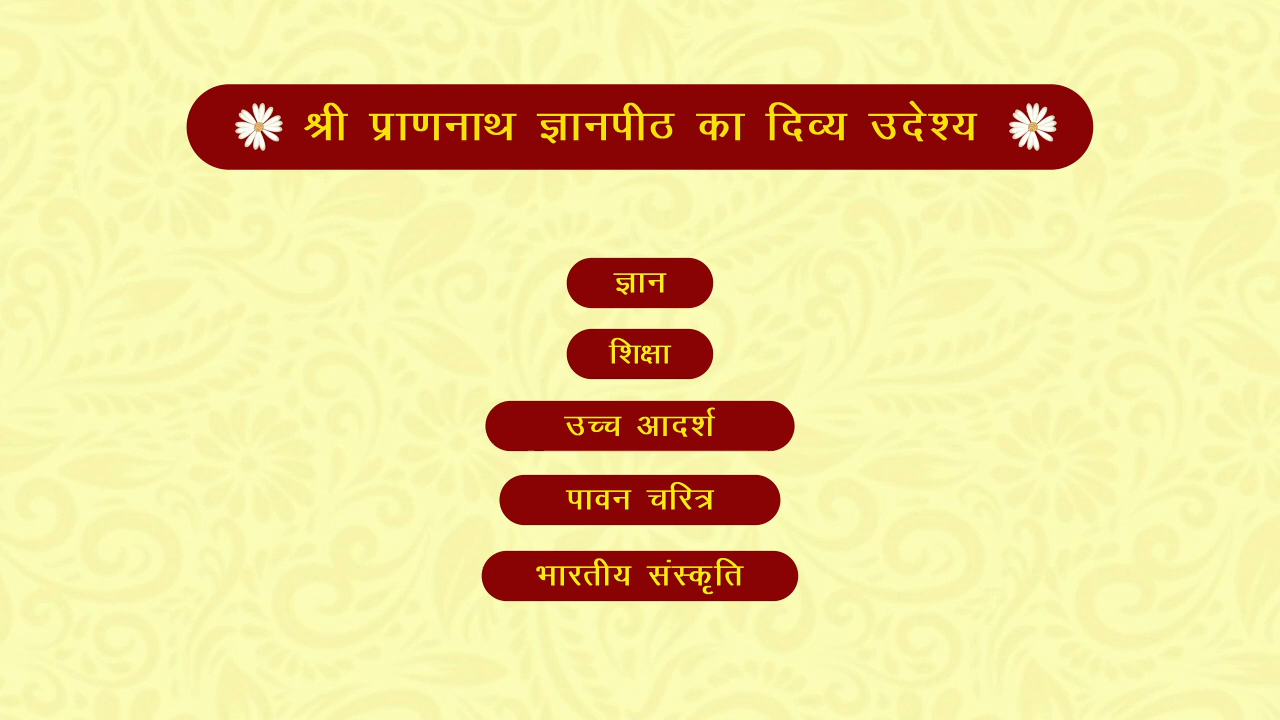 श्री प्राणनाथ ज्ञानपीठ का दिव्य उदेश्य
ज्ञान
शिक्षा
उच्च आदर्श
पावन चरित्र
भारतीय संस्कृति